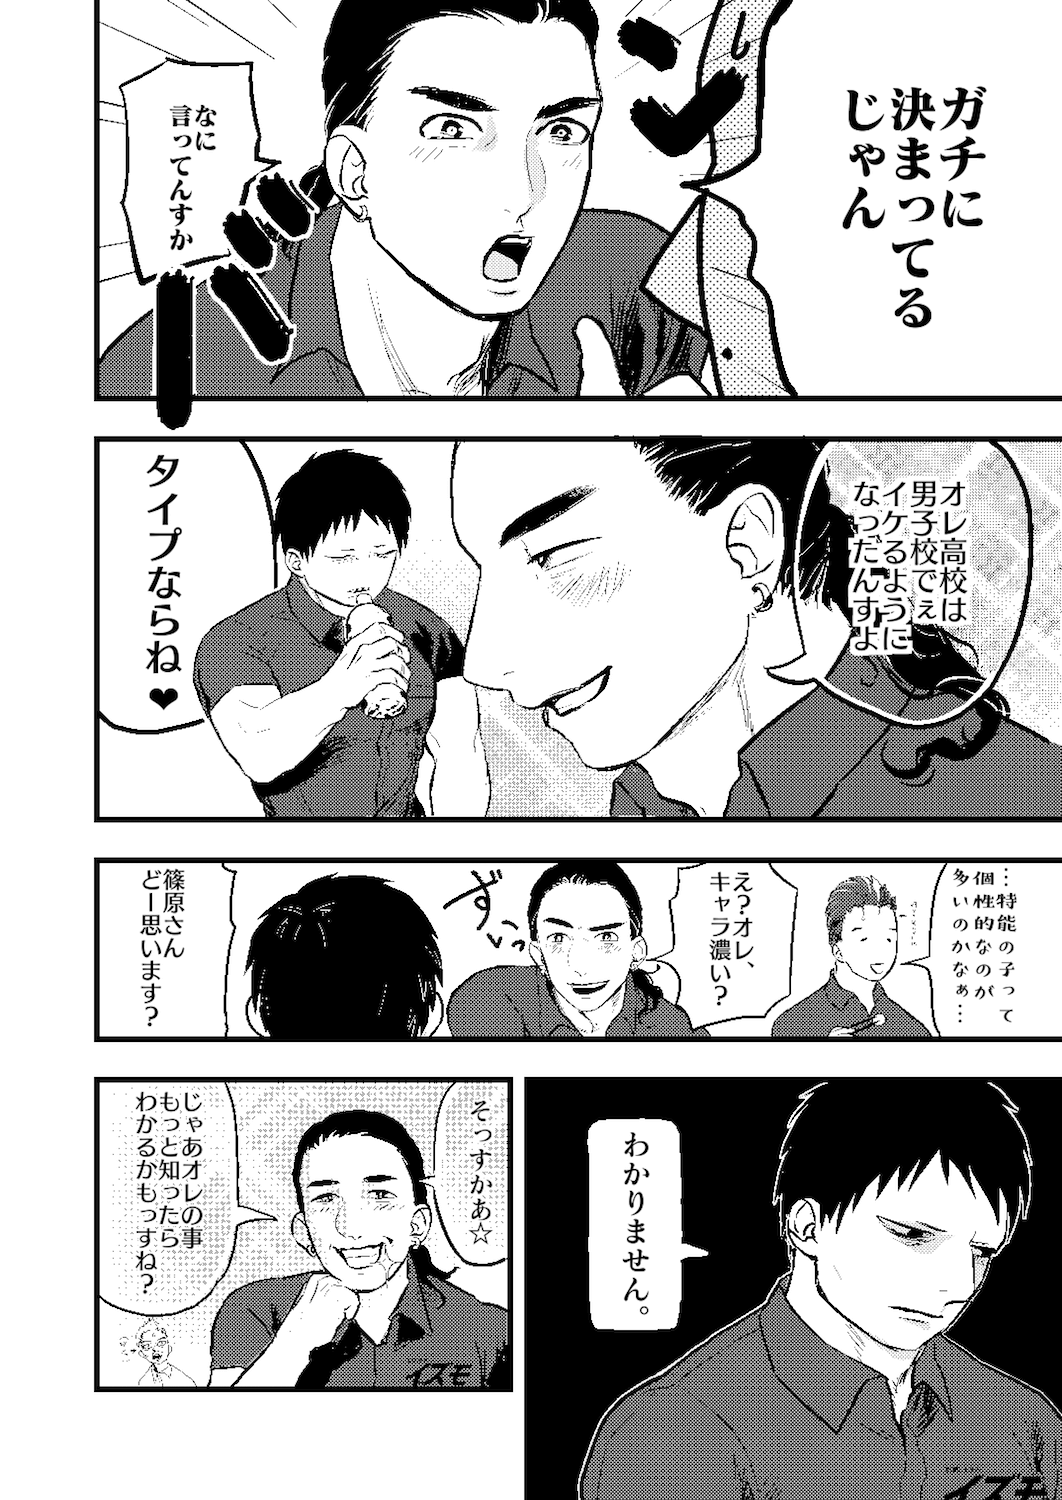 ガチに
決まってる
じゃん
なに
言ってんすか
オレ高校は
男子校でぇ
イケるように
なったんすよ
タイプならね♥
…特能の子って
個性的なのが
多いのかなぁ…
え?オレ、
キャラ濃い?
ずいっ
篠原さん
どー思います?
わかりません。
そっすかあ☆
じゃあオレの事
もっと知ったら
わかるかもっすね?
イズモ
イズモ